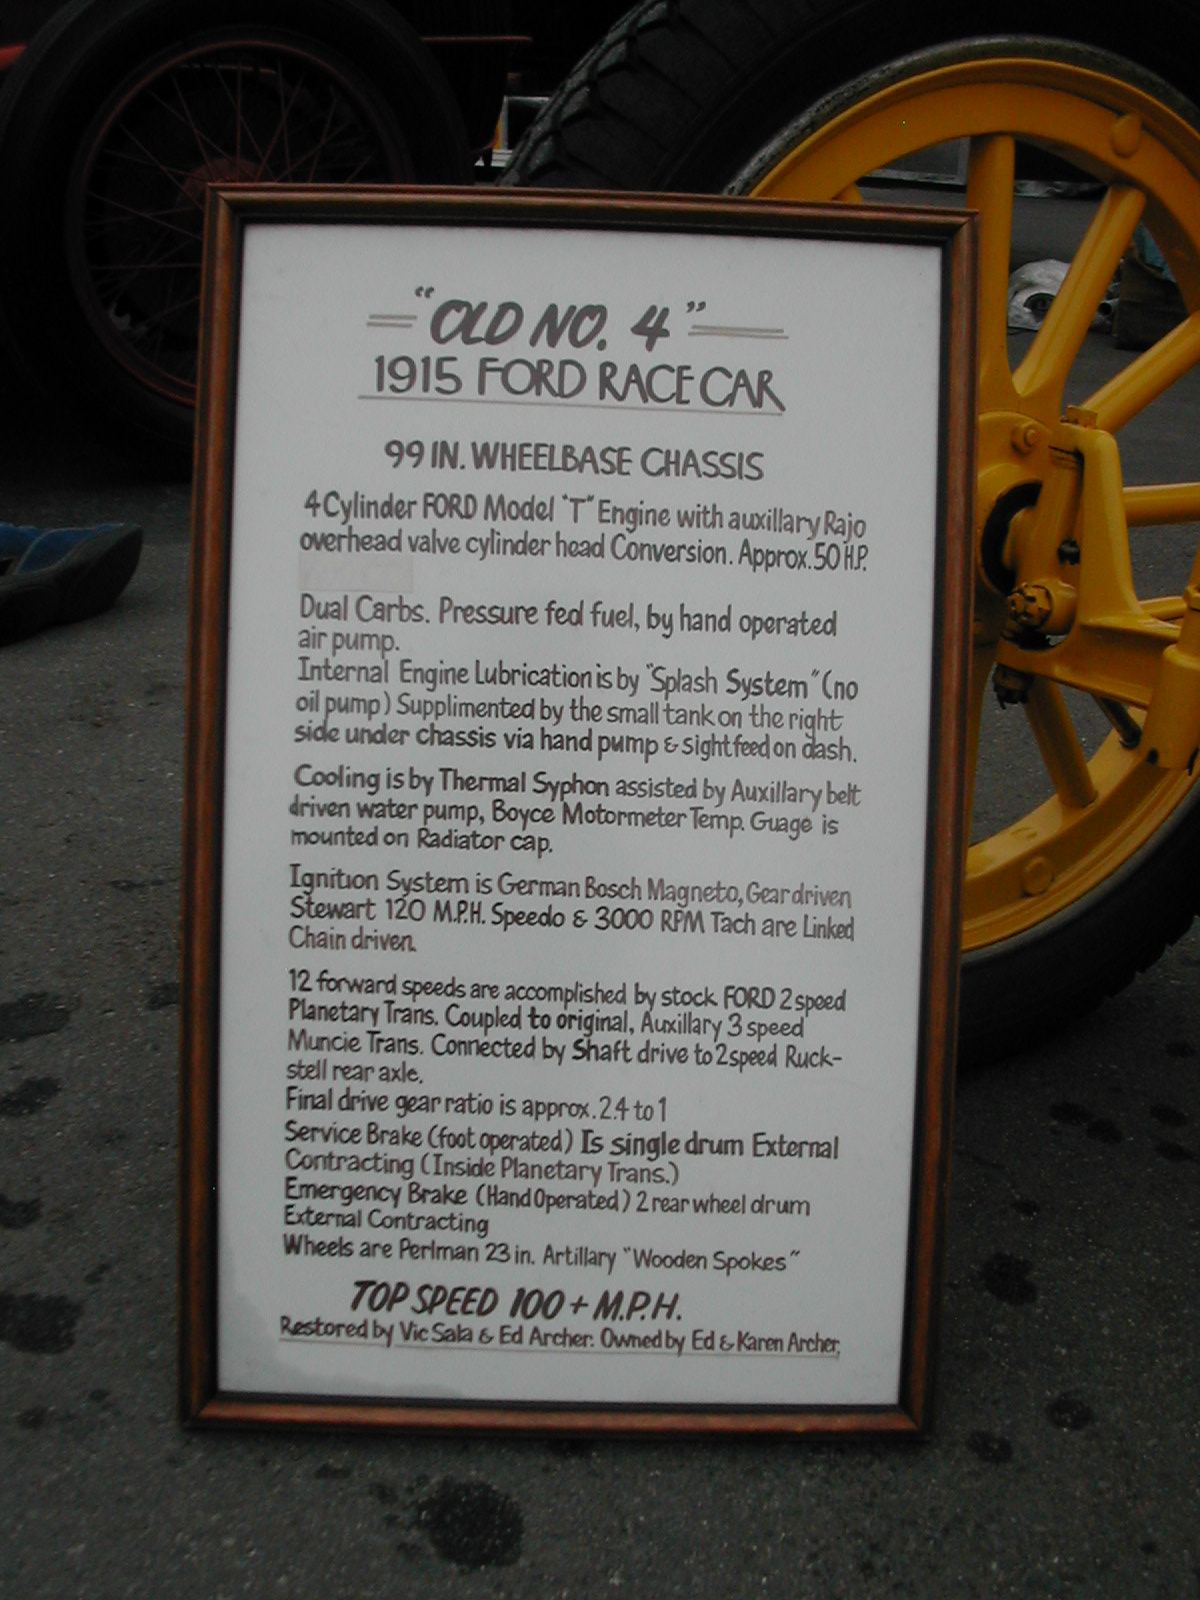 "OLD NO. 4"
1915 FORD RACE CAR
99 IN. WHEELBASE CHASSIS
4 Cylinder FORD Model "T" Engine with auxillary Rajo
overhead valve cylinder head Conversion. Approx. 50 H.P.
Dual Carbs. Pressure fed fuel, by hand operated
air pump.
Internal Engine Lubrication is by "Splash System" (no
oil pump) Supplimented by the small tank on the right
side under chassis via hand pump & sight feed on dash.
Cooling is by Thermal Syphon assisted by Auxillary belt
driven water pump, Boyce Motormeter Temp. Guage is
mounted on Radiator cap.
Ignition System is German Bosch Magneto, Gear driven
Stewart 120 M.P.H. Speedo & 3000 RPM Tach are Linked
Chain driven.
12 forward speeds are accomplished by stock FORD 2 speed
Planetary Trans. Coupled to original, Auxillary 3 speed
Muncie Trans. Connected by Shaft drive to 2 speed Ruck-
stell rear axle.
Final drive gear ratio is approx. 2.4 to 1
Service Brake (foot operated) Is single drum External
Contracting (Inside Planetary Trans.)
Emergency Brake (Hand Operated) 2 rear wheel drum
External Contracting
Wheels are Perlman 23 in. Artillary "Wooden Spokes"
TOP SPEED 100 + M.P.H.
Restored by Vic Sala & Ed Archer. Owned by Ed & Karen Archer.